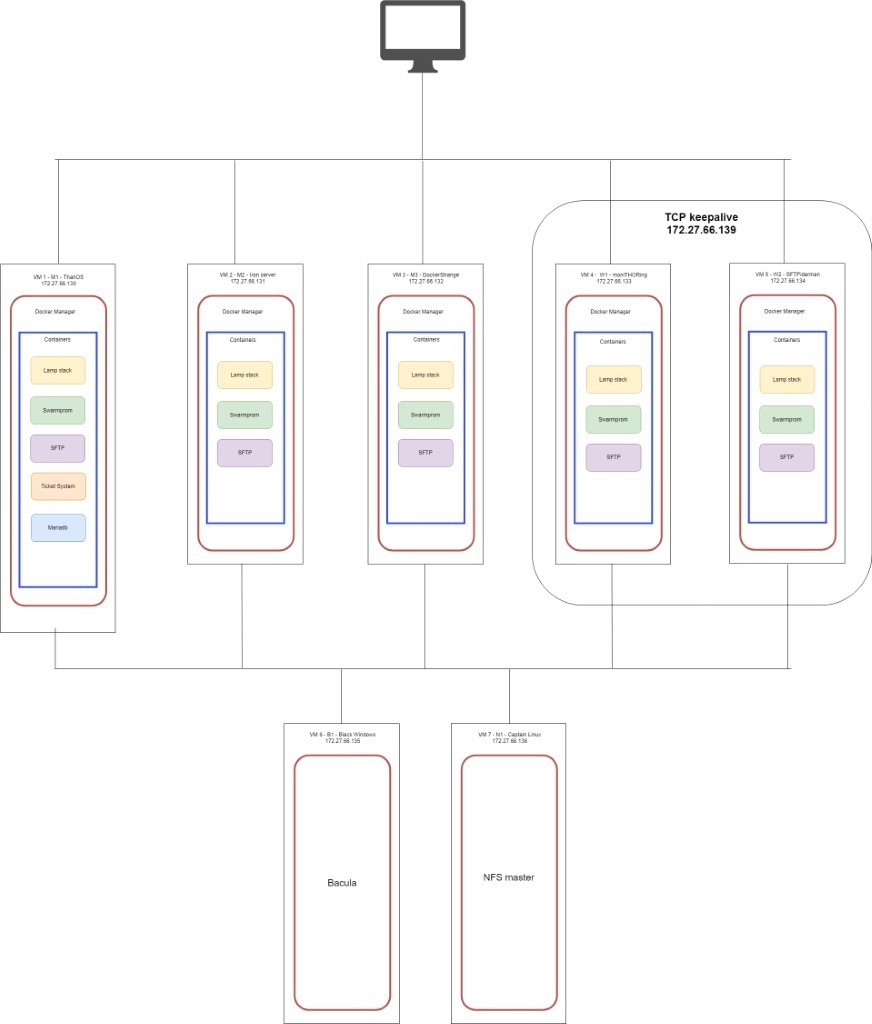 TCP keepalive
172.27.66.139
VM 1 - M1 - ThanOS
172.27.66.130
Docker Manager
Containers
Lamp stack
Swarmprom
SFTP
Ticket System
Mariadb
VM 2 - M2 - Iron server
172.27.66.131
Docker Manager
Containers
Lamp stack
Swarmprom
SFTP
VM 3 - M3 - DockerStrange
172.27.66.132
Docker Manager
Containers
Lamp stack
Swarmprom
SFTP
VM 4 - W1 - moniTHORing
172.27.66.133
Docker Manager
Containers
Lamp stack
Swarmprom
SFTP
VM 5 - W2 - SFTPiderman
172.27.66.134
Docker Manager
Containers
Lamp stack
Swarmprom
SFTP
VM 6 - B1 - Black Windows
172.27.66.135
Bacula
VM 7 - N1 - Captain Linux
172.27.66.136
NFS master